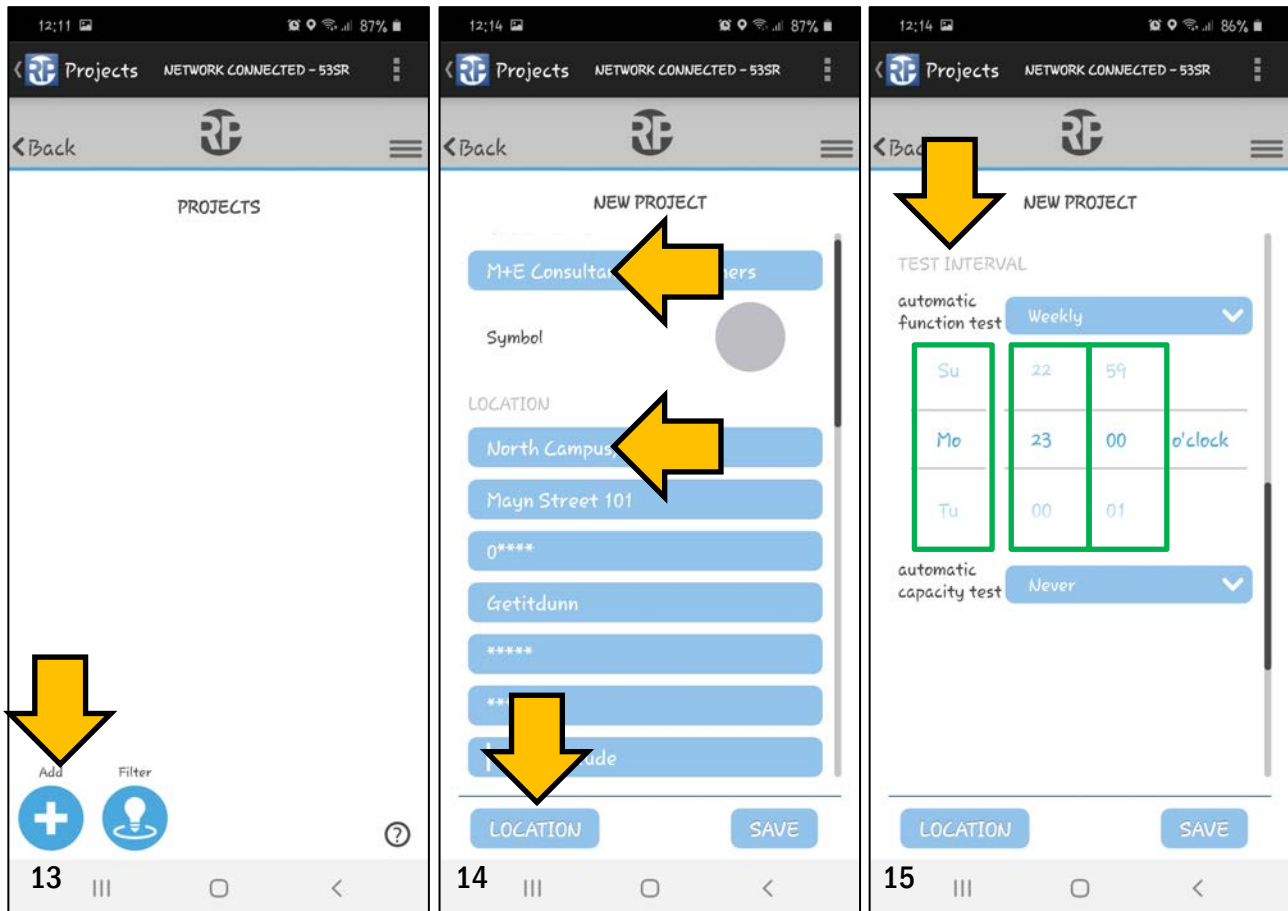 12:11 87%
Projects NETWORK CONNECTED - 53SR
RP
<Back
PROJECTS
Add Filter
?
13
12:14 87%
Projects NETWORK CONNECTED - 53SR
RP
<Back
NEW PROJECT
M+E ners
Symbol
LOCATION
North
Mayn Street 101
0****
Getitdunn
*****
LOCATION SAVE
14
12:14 86%
Projects NETWORK CONNECTED - 53SR
RP
NEW PROJECT
TEST INTERVAL
automatic
function test Weekly
Su 22 59
Mo 23 00 o'clock
Tu 00 01
automatic
capacity test Never
LOCATION SAVE
15